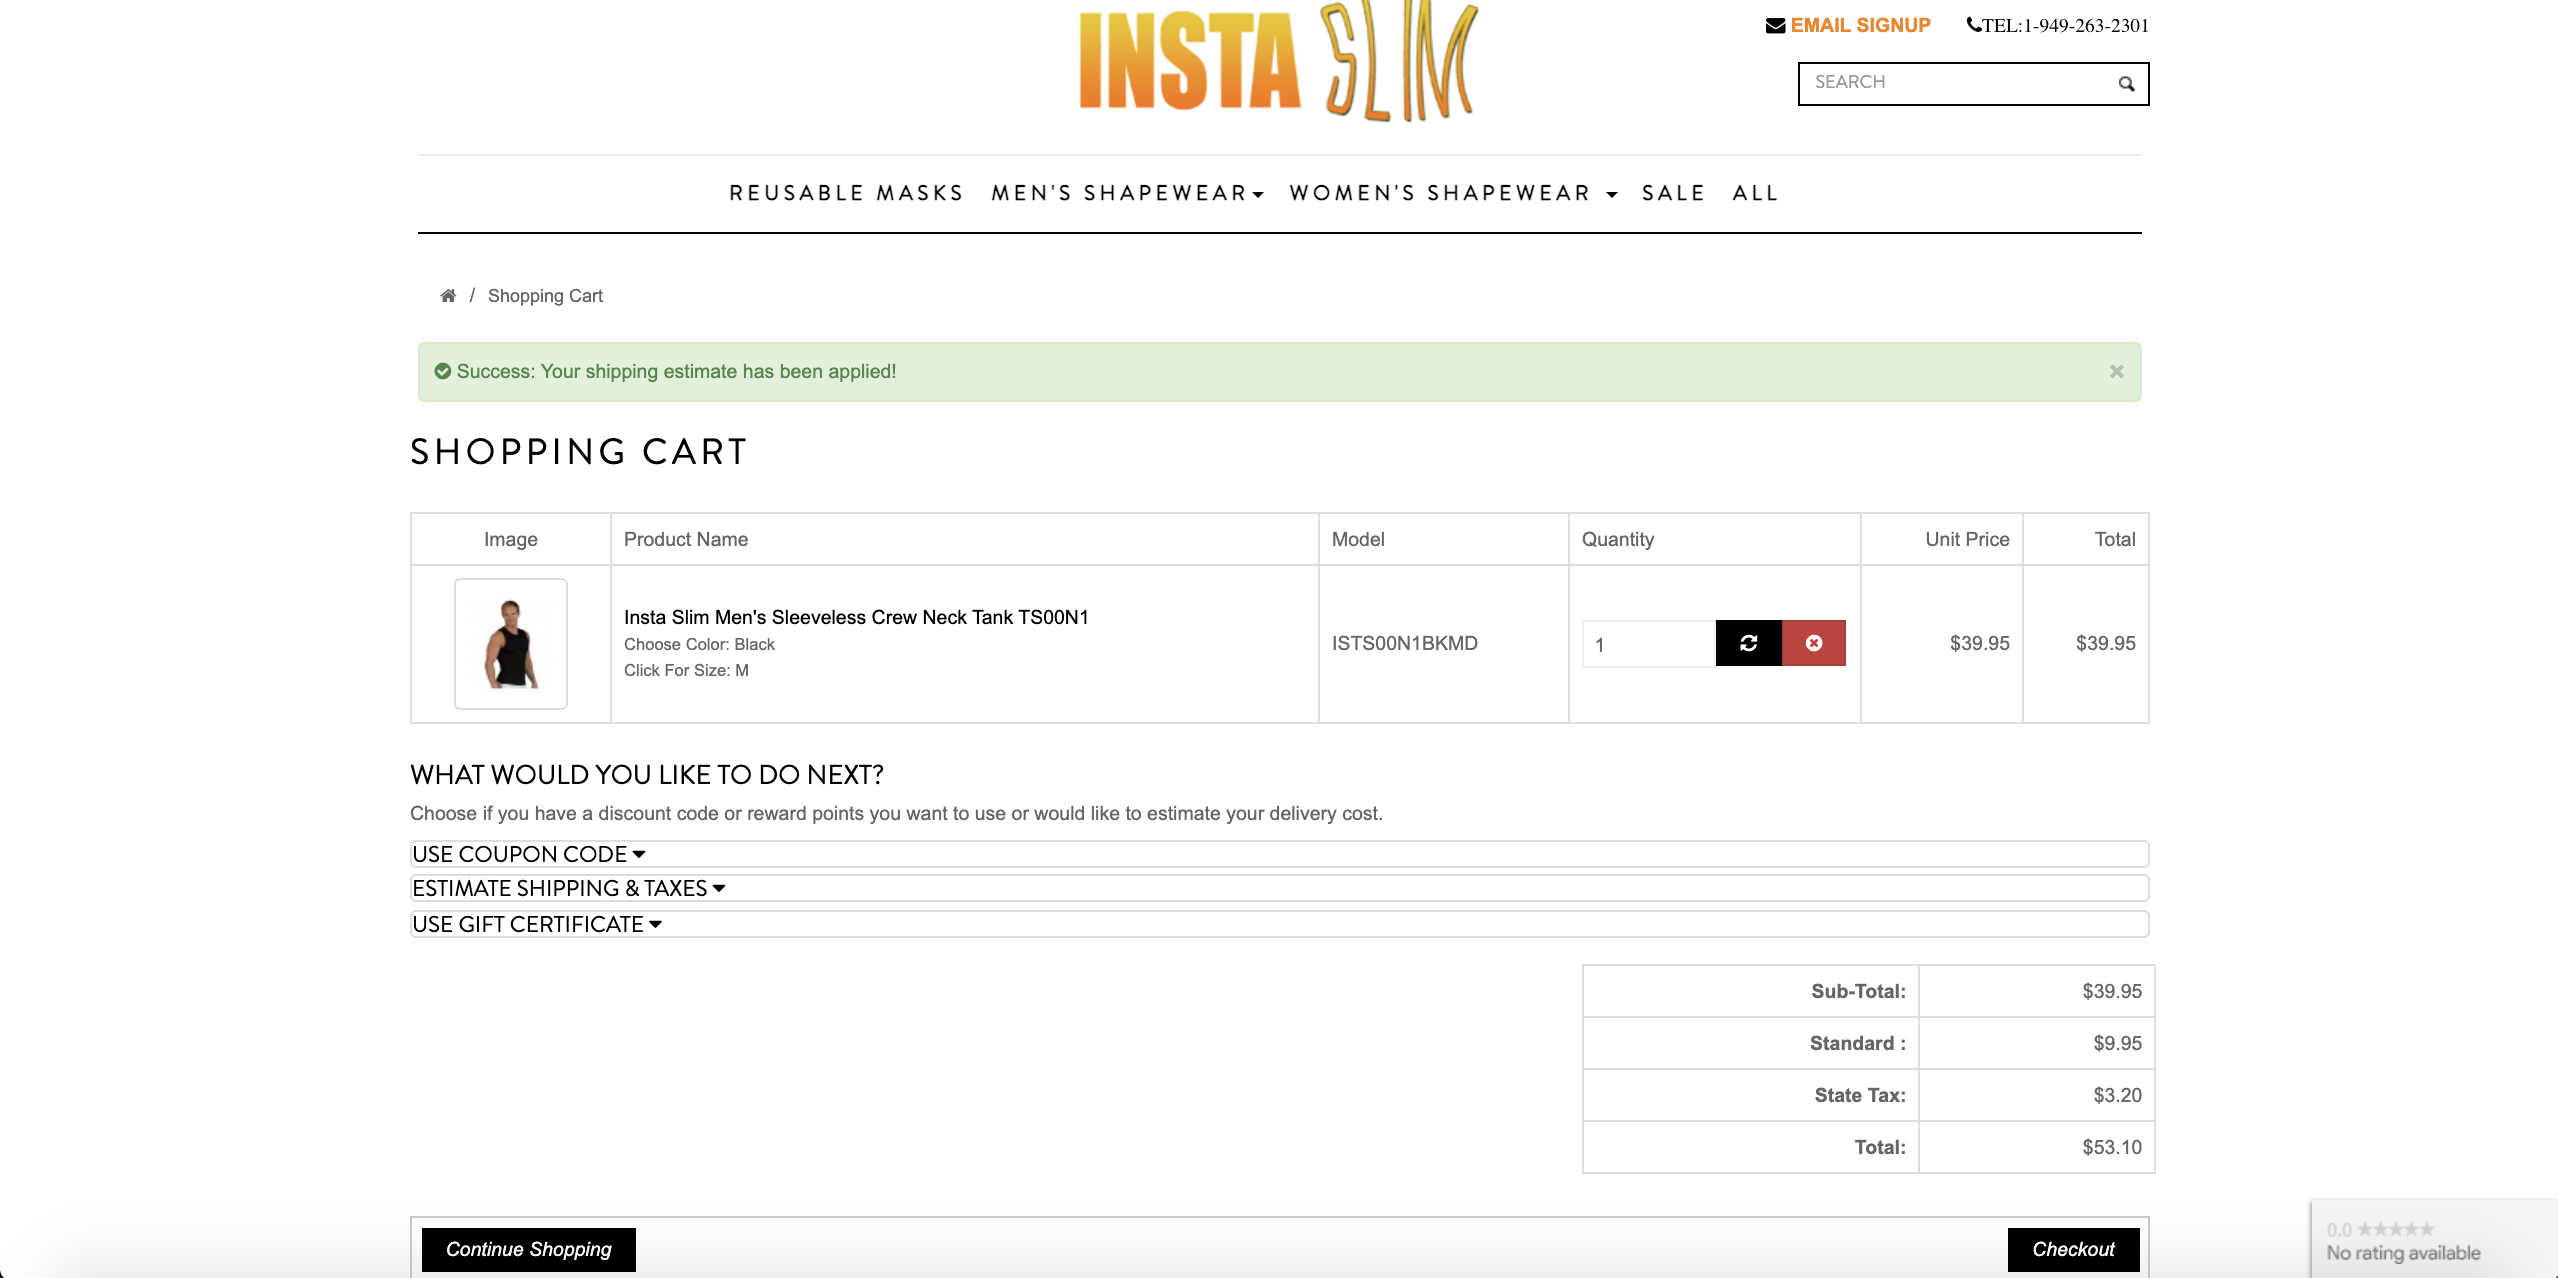 INSTA SLIM
EMAIL SIGNUP TEL:1-949-263-2301
SEARCH
REUSABLE MASKS MEN'S SHAPEWEAR WOMEN'S SHAPEWEAR SALE ALL
/ Shopping Cart
Success: Your shipping estimate has been applied!
SHOPPING CART
Image Product Name Model Quantity Unit Price Total
Insta Slim Men's Sleeveless Crew Neck Tank TS00N1
Choose Color: Black
Click For Size: M
ISTS00N1BKMD 1 $39.95 $39.95
WHAT WOULD YOU LIKE TO DO NEXT?
Choose if you have a discount code or reward points you want to use or would like to estimate your delivery cost.
USE COUPON CODE
ESTIMATE SHIPPING & TAXES
USE GIFT CERTIFICATE
Sub-Total: $39.95
Standard : $9.95
State Tax: $3.20
Total: $53.10
Continue Shopping Checkout
0.0 ★★★★★
No rating available